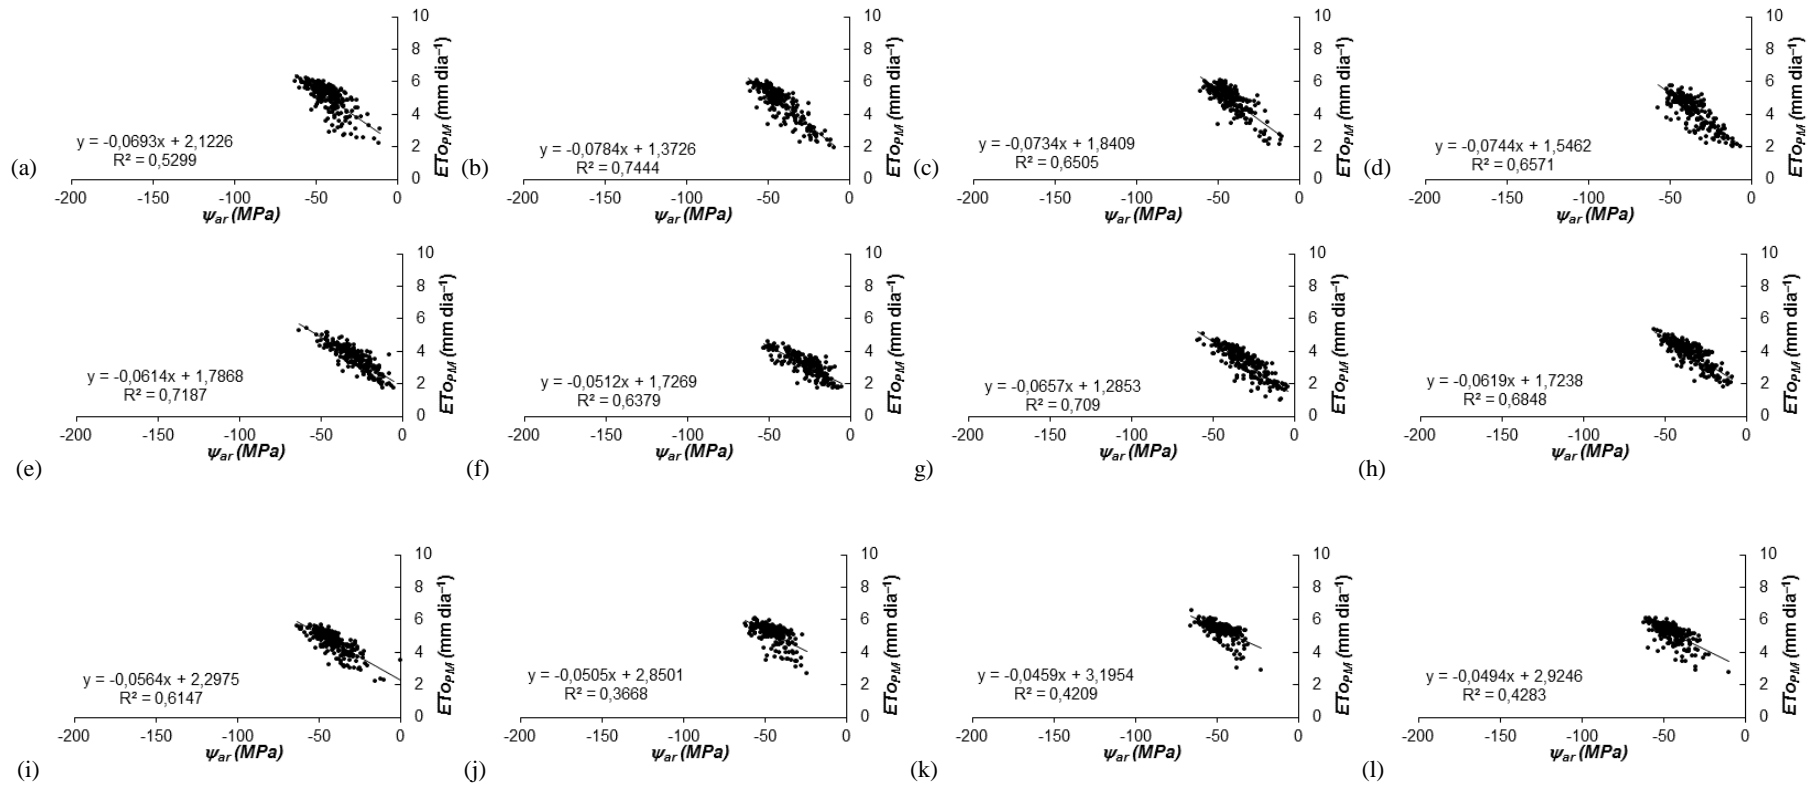 (a)
y = -0,0693x + 2,1226
R² = 0,5299
10
8
6
4
2
0
-200 -150 -100 -50 0
ψar (MPa)
EToPM (mm dia⁻¹)
(b)
y = -0,0784x + 1,3726
R² = 0,7444
10
8
6
4
2
0
-200 -150 -100 -50 0
ψar (MPa)
EToPM (mm dia⁻¹)
(c)
y = -0,0734x + 1,8409
R² = 0,6505
10
8
6
4
2
0
-200 -150 -100 -50 0
ψar (MPa)
EToPM (mm dia⁻¹)
(d)
y = -0,0744x + 1,5462
R² = 0,6571
10
8
6
4
2
0
-200 -150 -100 -50 0
ψar (MPa)
EToPM (mm dia⁻¹)
(e)
y = -0,0614x + 1,7868
R² = 0,7187
10
8
6
4
2
0
-200 -150 -100 -50 0
ψar (MPa)
EToPM (mm dia⁻¹)
(f)
y = -0,0512x + 1,7269
R² = 0,6379
10
8
6
4
2
0
-200 -150 -100 -50 0
ψar (MPa)
EToPM (mm dia⁻¹)
g)
y = -0,0657x + 1,2853
R² = 0,709
10
8
6
4
2
0
-200 -150 -100 -50 0
ψar (MPa)
EToPM (mm dia⁻¹)
(h)
y = -0,0619x + 1,7238
R² = 0,6848
10
8
6
4
2
0
-200 -150 -100 -50 0
ψar (MPa)
EToPM (mm dia⁻¹)
(i)
y = -0,0564x + 2,2975
R² = 0,6147
10
8
6
4
2
0
-200 -150 -100 -50 0
ψar (MPa)
EToPM (mm dia⁻¹)
(j)
y = -0,0505x + 2,8501
R² = 0,3668
10
8
6
4
2
0
-200 -150 -100 -50 0
ψar (MPa)
EToPM (mm dia⁻¹)
(k)
y = -0,0459x + 3,1954
R² = 0,4209
10
8
6
4
2
0
-200 -150 -100 -50 0
ψar (MPa)
EToPM (mm dia⁻¹)
(l)
y = -0,0494x + 2,9246
R² = 0,4283
10
8
6
4
2
0
-200 -150 -100 -50 0
ψar (MPa)
EToPM (mm dia⁻¹)